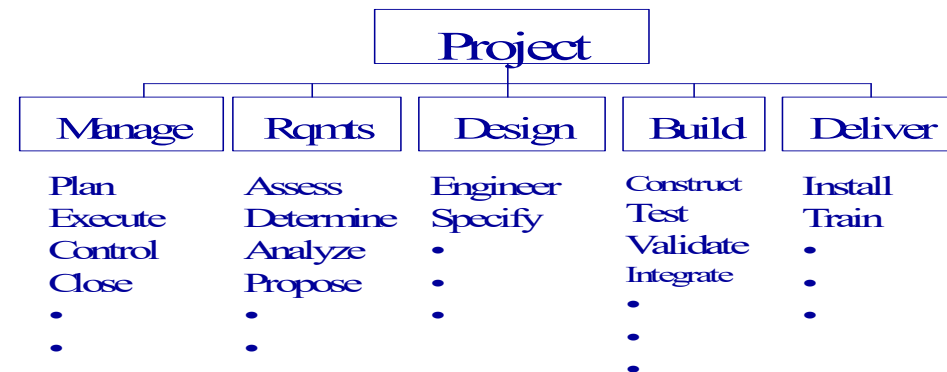 Project
Manage
Rqmts
Design
Build
Deliver
Plan
Execute
Control
Close
•
•
Assess
Determine
Analyze
Propose
•
•
Engineer
Specify
•
•
•
Construct
Test
Validate
Integrate
•
•
•
Install
Train
•
•
•